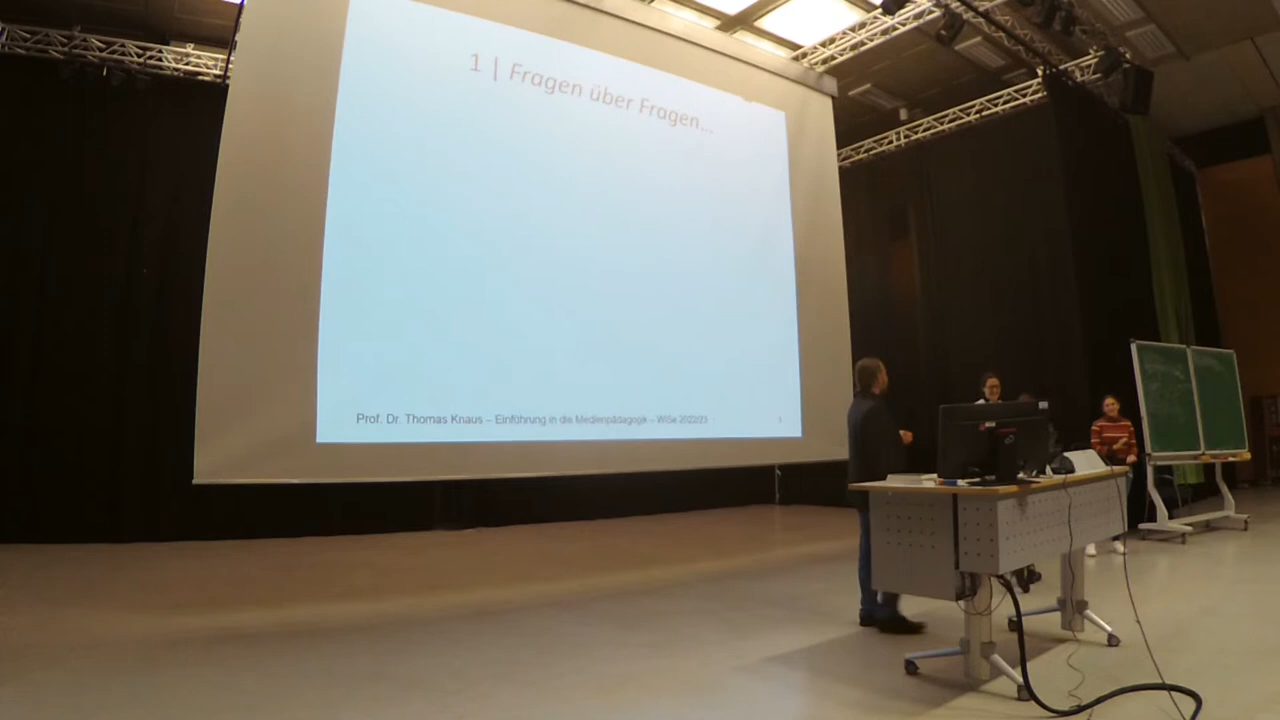 1 | Fragen über Fragen...
Prof. Dr. Thomas Knaus – Einführung in die Medienpädagogik – WiSe 2022/23